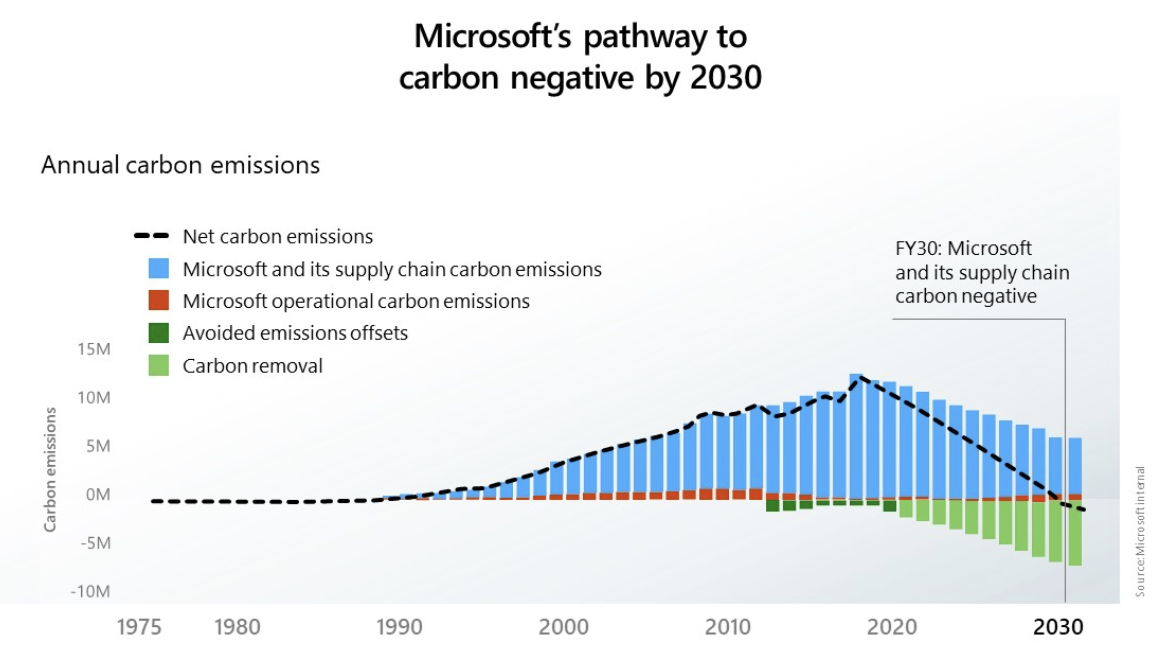 Microsoft's pathway to
carbon negative by 2030
Annual carbon emissions
Net carbon emissions
Microsoft and its supply chain carbon emissions
Microsoft operational carbon emissions
Avoided emissions offsets
Carbon removal
FY30: Microsoft
and its supply chain
carbon negative
15M
10M
5M
0M
-5M
-10M
Carbon emissions
1975
1980
1990
2000
2010
2020
2030
Source: Microsoft internal